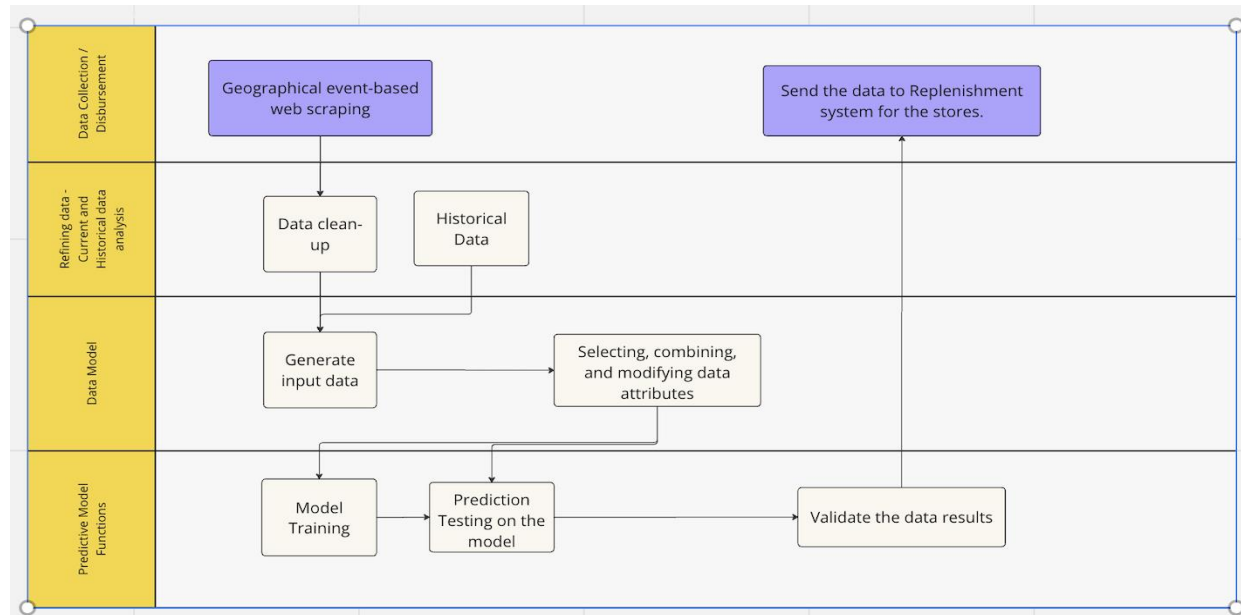 Data Collection /
Disbursement
Geographical event-based
web scraping
Send the data to Replenishment
system for the stores.
Refining data -
Current and
Historical data
analysis
Data clean-
up
Historical
Data
Data Model
Generate
input data
Selecting, combining,
and modifying data
attributes
Predictive Model
Functions
Model
Training
Prediction
Testing on the
model
Validate the data results